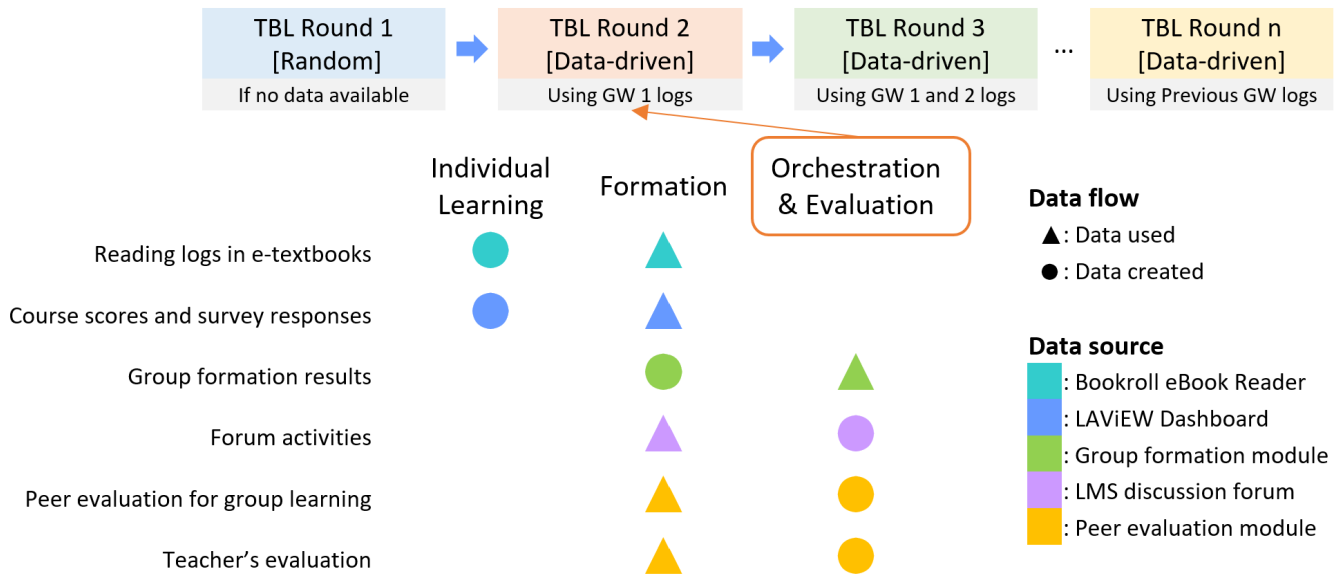 TBL Round 1
[Random]
If no data available
TBL Round 2
[Data-driven]
Using GW 1 logs
TBL Round 3
[Data-driven]
Using GW 1 and 2 logs
...
TBL Round n
[Data-driven]
Using Previous GW logs
Individual
Learning
Formation
Orchestration
& Evaluation
Reading logs in e-textbooks
Course scores and survey responses
Group formation results
Forum activities
Peer evaluation for group learning
Teacher's evaluation
Data flow
: Data used
: Data created
Data source
: Bookroll eBook Reader
: LAViEW Dashboard
: Group formation module
: LMS discussion forum
: Peer evaluation module